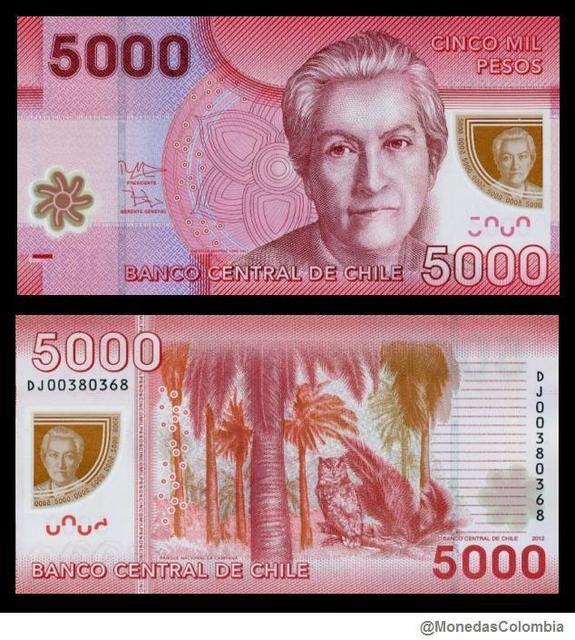 5000
CINCO MIL
PESOS
PRESIDENTE
GERENTE GENERAL
BANCO CENTRAL DE CHILE
5000
5000
DJ00380368
DJ00380368
PARQUE NACIONAL LA CAMPANA
BANCO CENTRAL DE CHILE 2012
BANCO CENTRAL DE CHILE
5000
@MonedasColombia